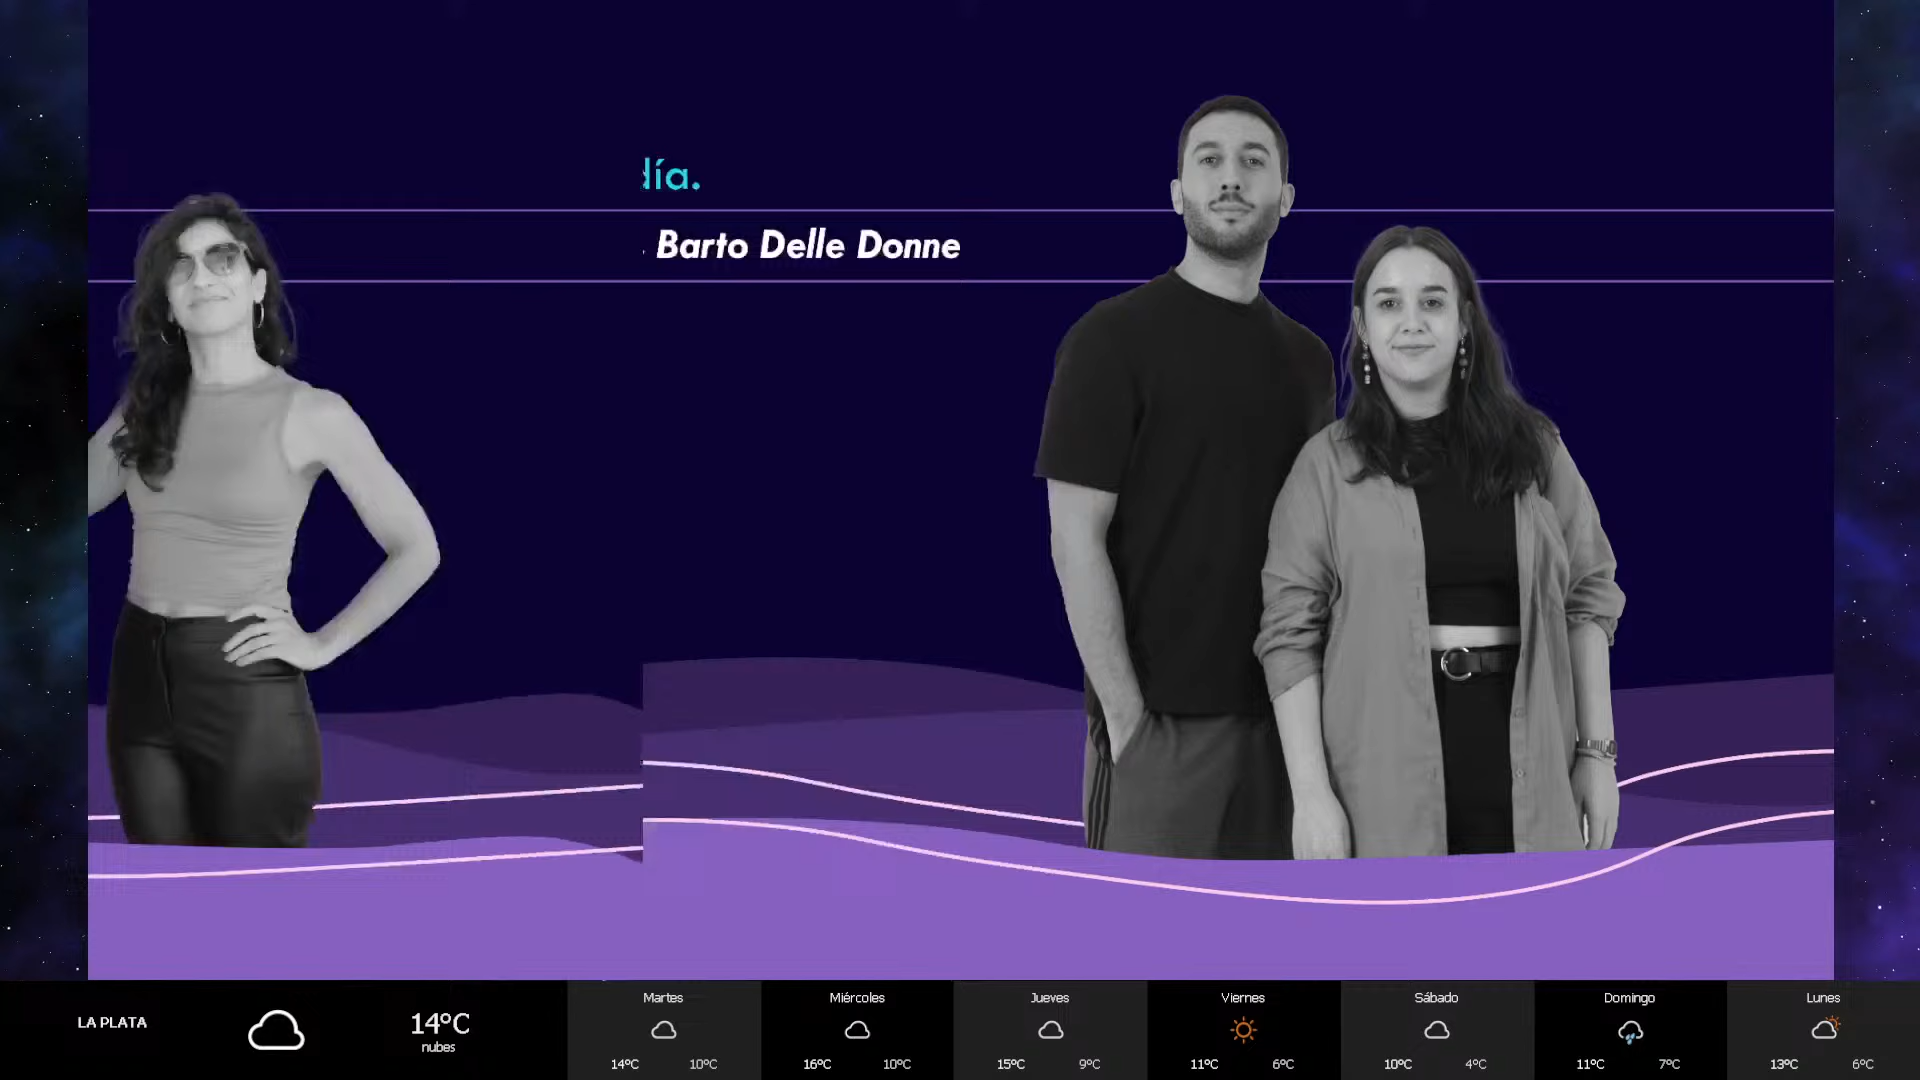 día.
Barto Delle Donne
LA PLATA
14°C
nubes
Martes
14°C 10°C
Miércoles
16°C 10°C
Jueves
15°C 9°C
Viernes
11°C 6°C
Sábado
10°C 4°C
Domingo
11°C 7°C
Lunes
13°C 6°C